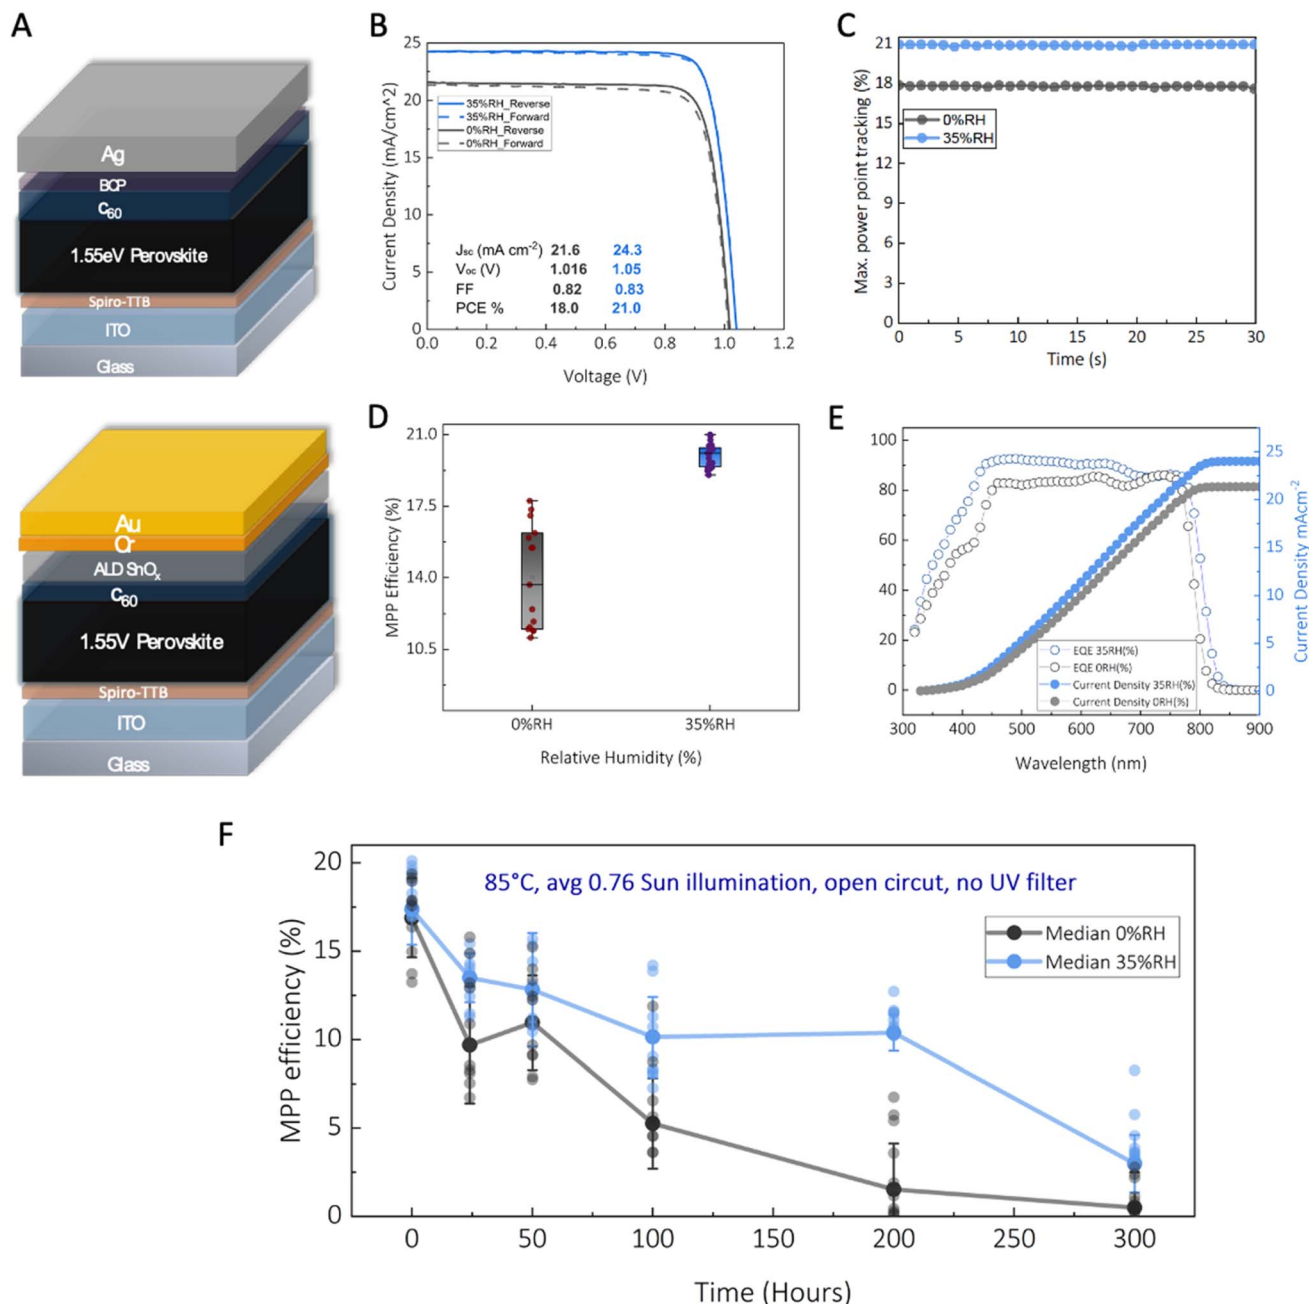 A
Ag
BCP
C60
1.55eV Perovskite
Spiro-TTB
ITO
Glass
Au
Cr
ALD SnOx
C60
1.55V Perovskite
Spiro-TTB
ITO
Glass
B
Current Density (mA/cm^2)
25
20
15
10
5
0
35%RH_Reverse
35%RH_Forward
0%RH_Reverse
0%RH_Forward
Jsc (mA cm-2) 21.6 24.3
Voc (V) 1.016 1.05
FF 0.82 0.83
PCE % 18.0 21.0
0.0 0.2 0.4 0.6 0.8 1.0 1.2
Voltage (V)
C
Max. power point tracking (%)
21
18
15
12
9
6
3
0
0%RH
35%RH
0 5 10 15 20 25 30
Time (s)
D
MPP Efficiency (%)
21.0
17.5
14.0
10.5
0%RH 35%RH
Relative Humidity (%)
E
100
80
60
40
20
0
EQE 35RH(%)
EQE 0RH(%)
Current Density 35RH(%)
Current Density 0RH(%)
25
20
15
10
5
0
Current Density mAcm-2
300 400 500 600 700 800 900
Wavelength (nm)
F
MPP efficiency (%)
20
15
10
5
0
85°C, avg 0.76 Sun illumination, open circut, no UV filter
Median 0%RH
Median 35%RH
0 50 100 150 200 250 300
Time (Hours)